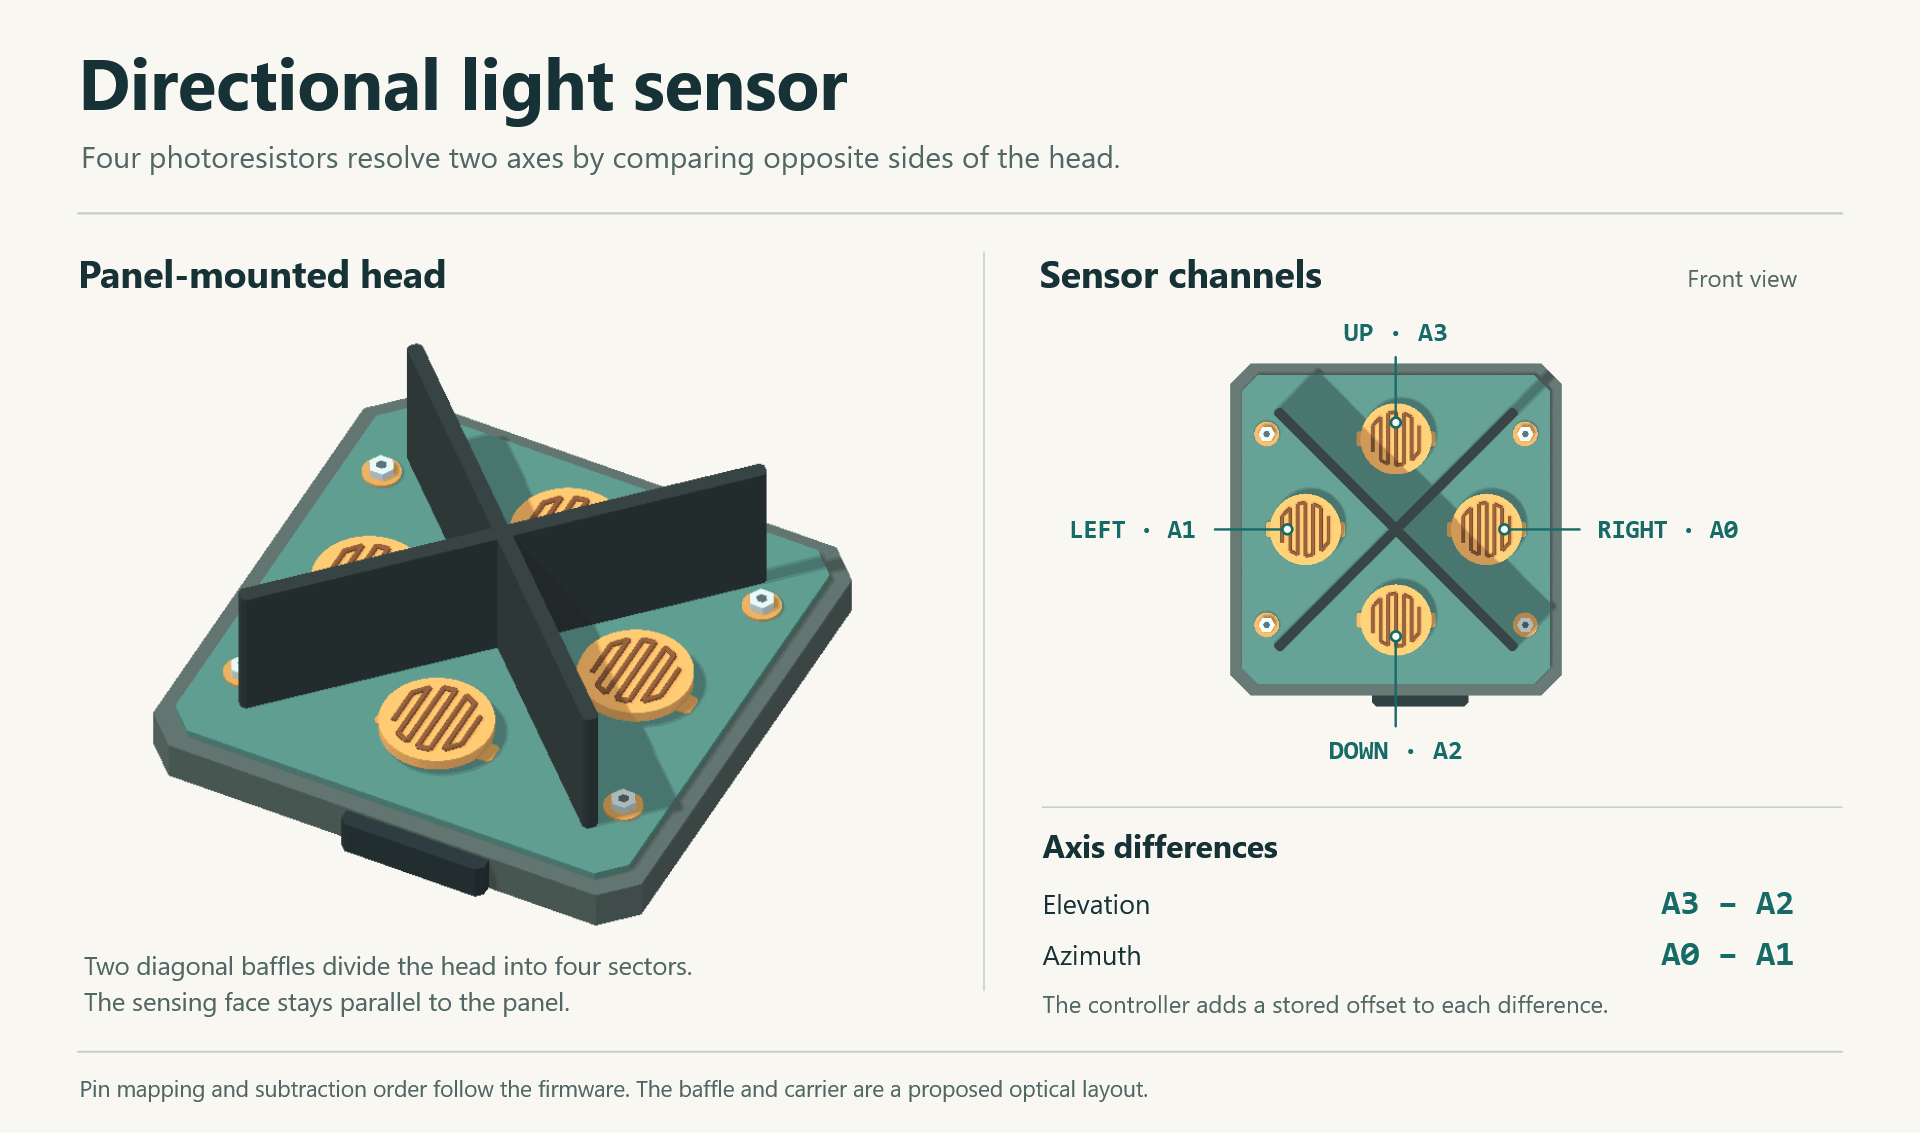 Directional light sensor
Four photoresistors resolve two axes by comparing opposite sides of the head.
Panel-mounted head
Two diagonal baffles divide the head into four sectors.
The sensing face stays parallel to the panel.
Sensor channels
Front view
UP · A3
LEFT · A1
RIGHT · A0
DOWN · A2
Axis differences
Elevation A3 – A2
Azimuth A0 – A1
The controller adds a stored offset to each difference.
Pin mapping and subtraction order follow the firmware. The baffle and carrier are a proposed optical layout.